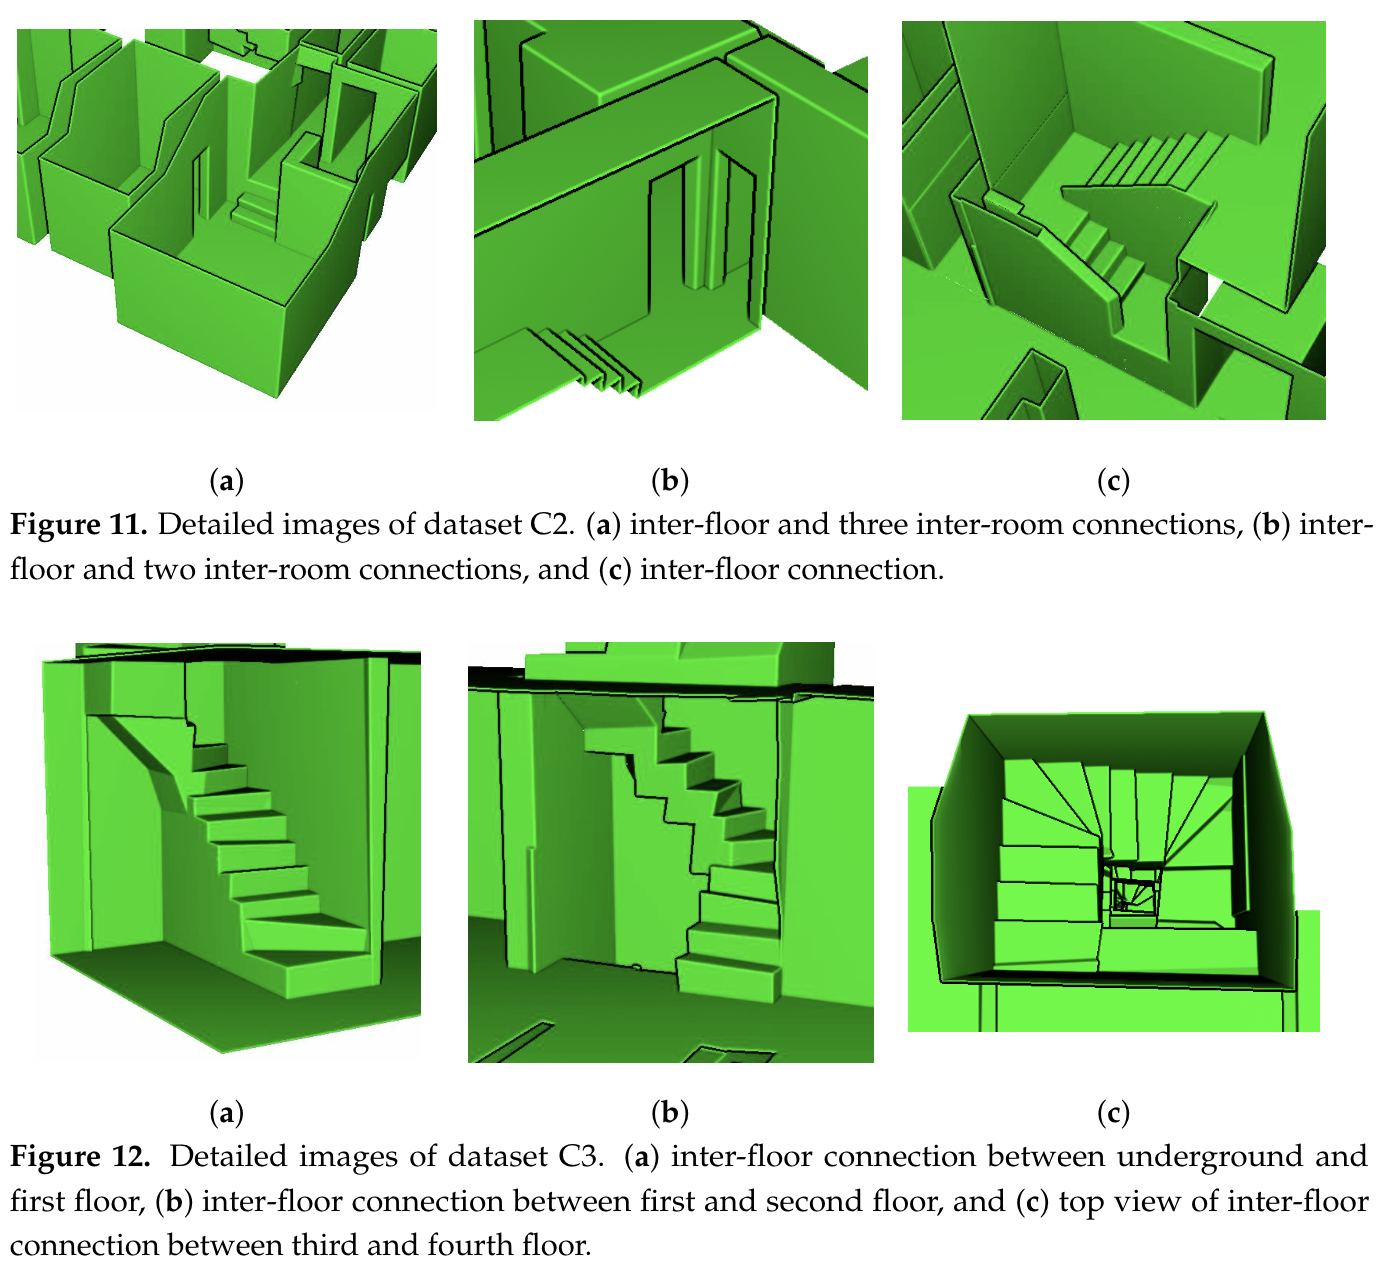 (a)
(b)
(c)
Figure 11. Detailed images of dataset C2. (a) inter-floor and three inter-room connections, (b) inter-
floor and two inter-room connections, and (c) inter-floor connection.
(a)
(b)
(c)
Figure 12. Detailed images of dataset C3. (a) inter-floor connection between underground and
first floor, (b) inter-floor connection between first and second floor, and (c) top view of inter-floor
connection between third and fourth floor.